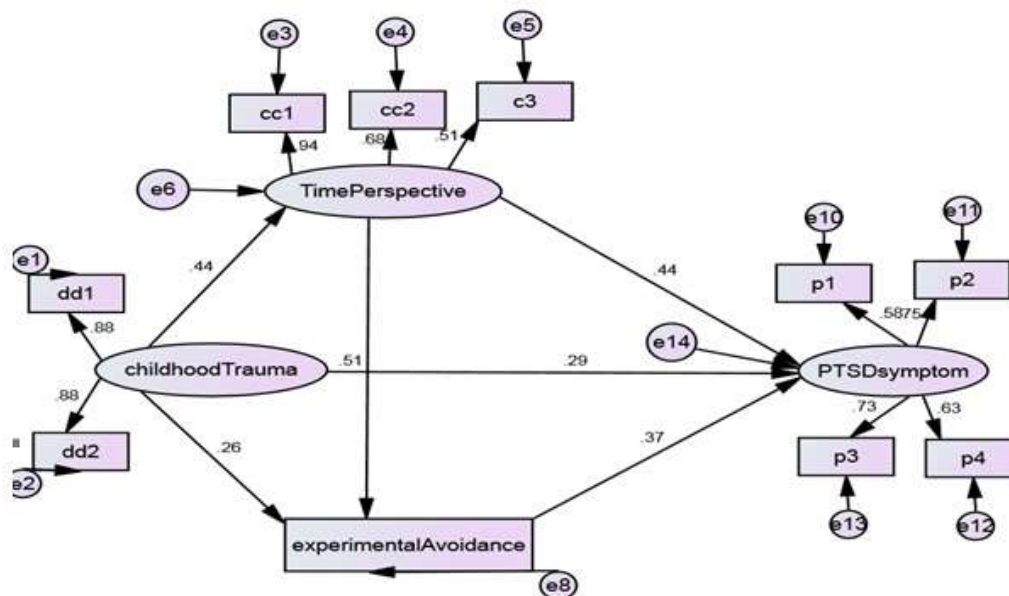 e3
e4
e5
cc1
cc2
c3
.94
.68
.51
e6
TimePerspective
e10
e11
e1
.44
.44
p1
p2
dd1
.58
.75
.88
e14
childhoodTrauma
.51
.29
PTSDsymptom
.88
.73
.63
dd2
.26
.37
p3
p4
e2
e13
e12
experimentalAvoidance
e8